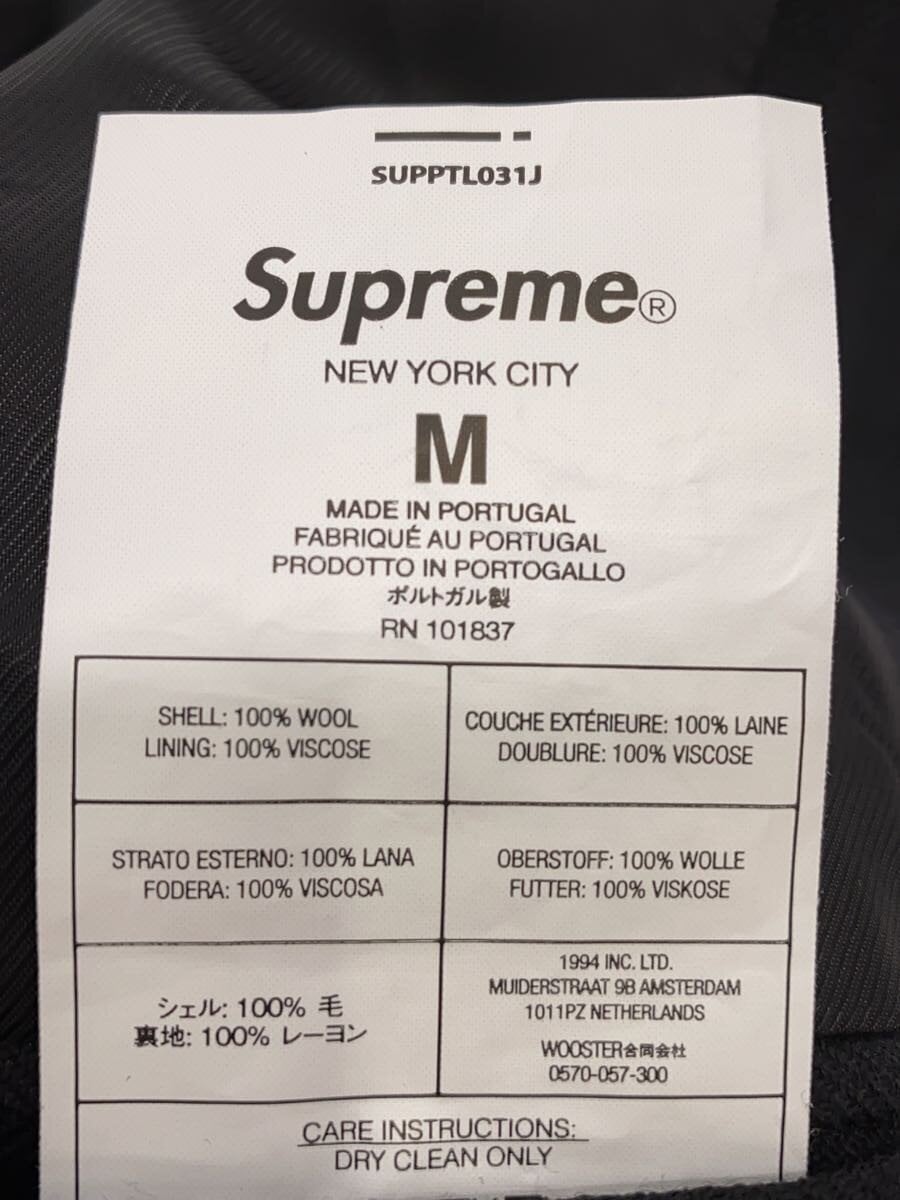 SUPPTL031J
Supreme®
NEW YORK CITY
M
MADE IN PORTUGAL
FABRIQUÉ AU PORTUGAL
PRODOTTO IN PORTOGALLO
ポルトガル製
RN 101837
SHELL: 100% WOOL
LINING: 100% VISCOSE
COUCHE EXTÉRIEURE: 100% LAINE
DOUBLURE: 100% VISCOSE
STRATO ESTERNO: 100% LANA
FODERA: 100% VISCOSA
OBERSTOFF: 100% WOLLE
FUTTER: 100% VISKOSE
シェル: 100% 毛
裏地: 100% レーヨン
1994 INC. LTD.
MUIDERSTRAAT 9B AMSTERDAM
1011PZ NETHERLANDS
WOOSTER合同会社
0570-057-300
CARE INSTRUCTIONS:
DRY CLEAN ONLY